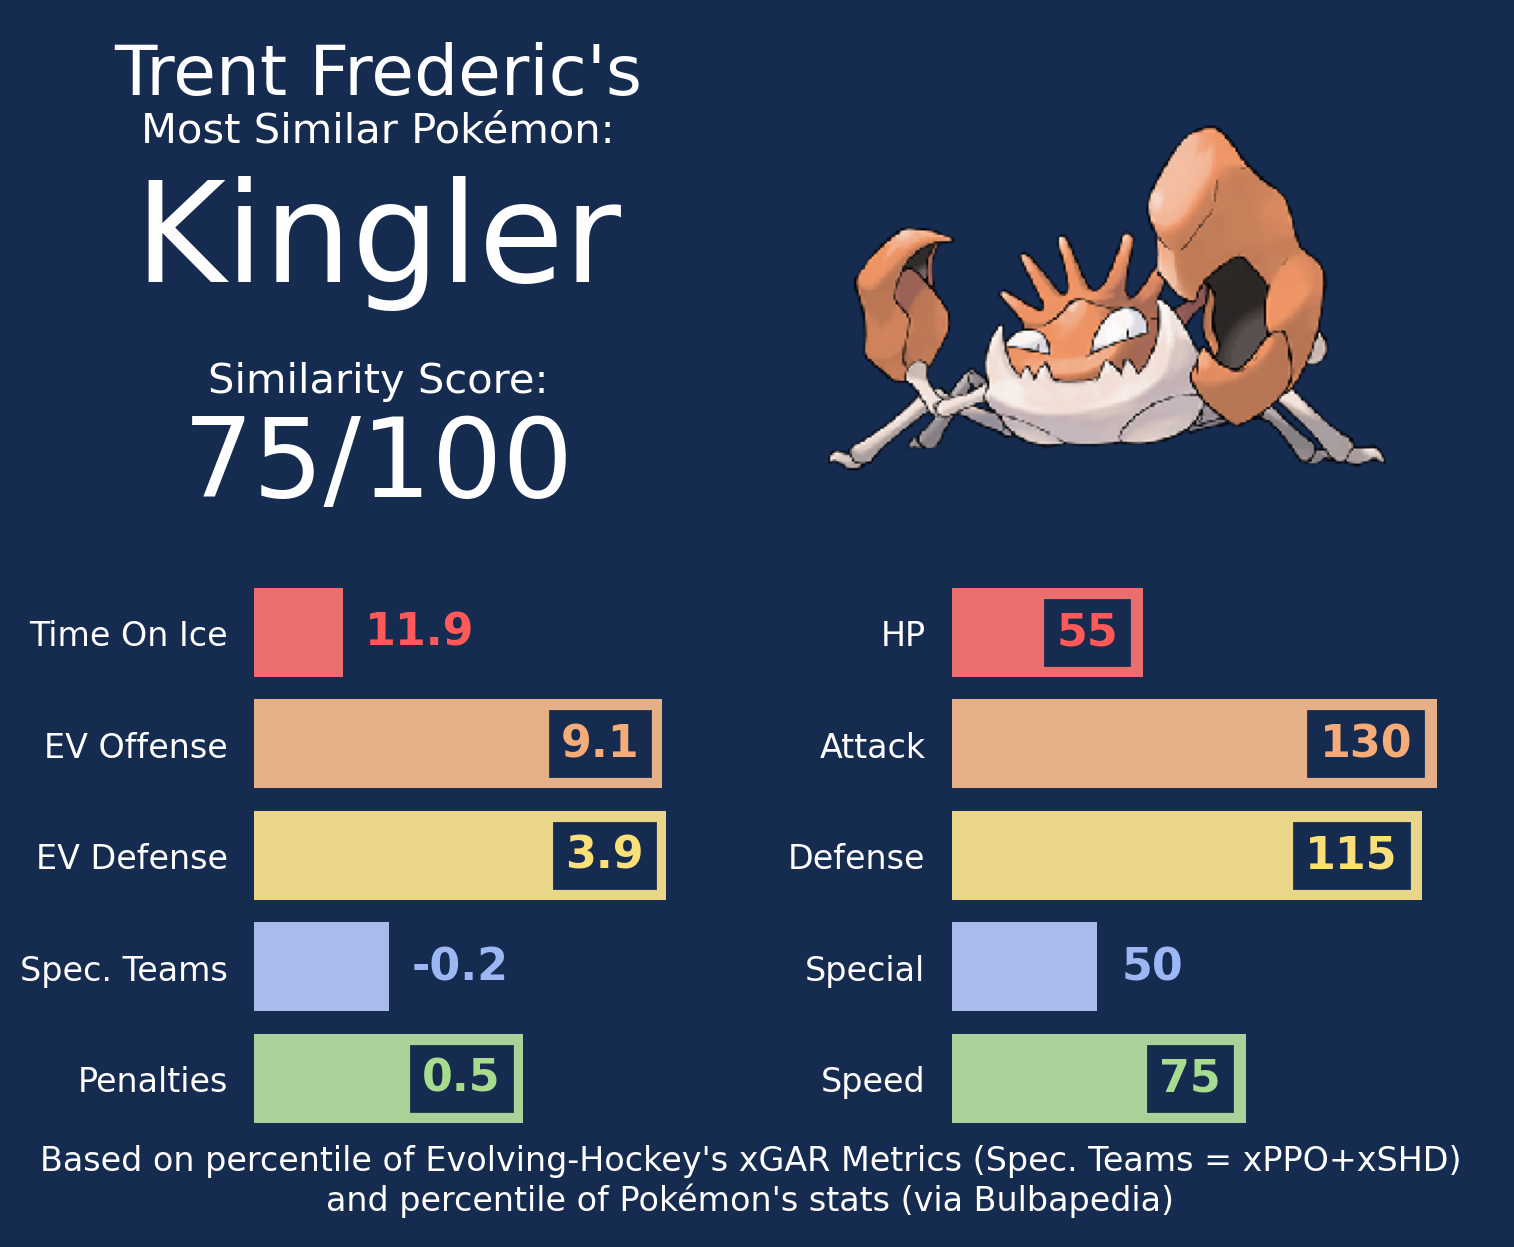 Trent Frederic's
Most Similar Pokémon:
Kingler
Similarity Score:
75/100
Time On Ice 11.9
EV Offense 9.1
EV Defense 3.9
Spec. Teams -0.2
Penalties 0.5
HP 55
Attack 130
Defense 115
Special 50
Speed 75
Based on percentile of Evolving-Hockey's xGAR Metrics (Spec. Teams = xPPO+xSHD)
and percentile of Pokémon's stats (via Bulbapedia)